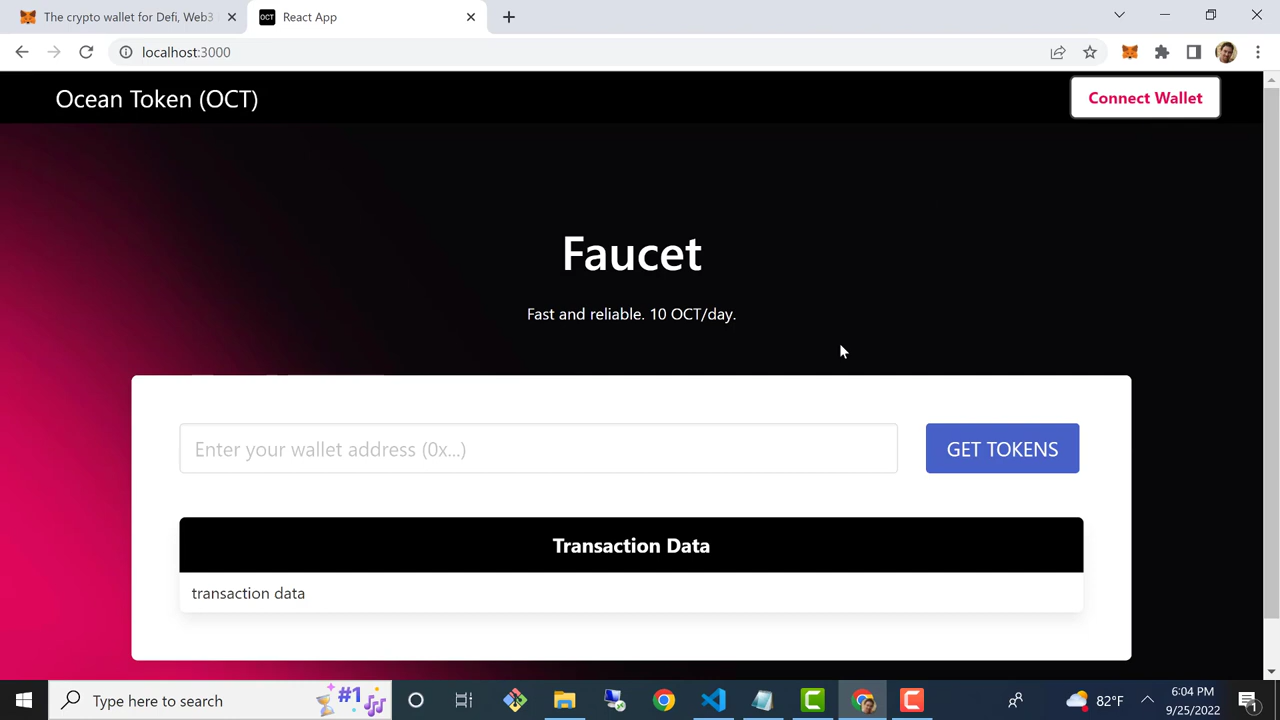 The crypto wallet for Defi, Web3
OCT React App
localhost:3000
Ocean Token (OCT)
Connect Wallet
Faucet
Fast and reliable. 10 OCT/day.
Enter your wallet address (0x...)
GET TOKENS
Transaction Data
transaction data
Type here to search
#1
82°F
6:04 PM
9/25/2022
1